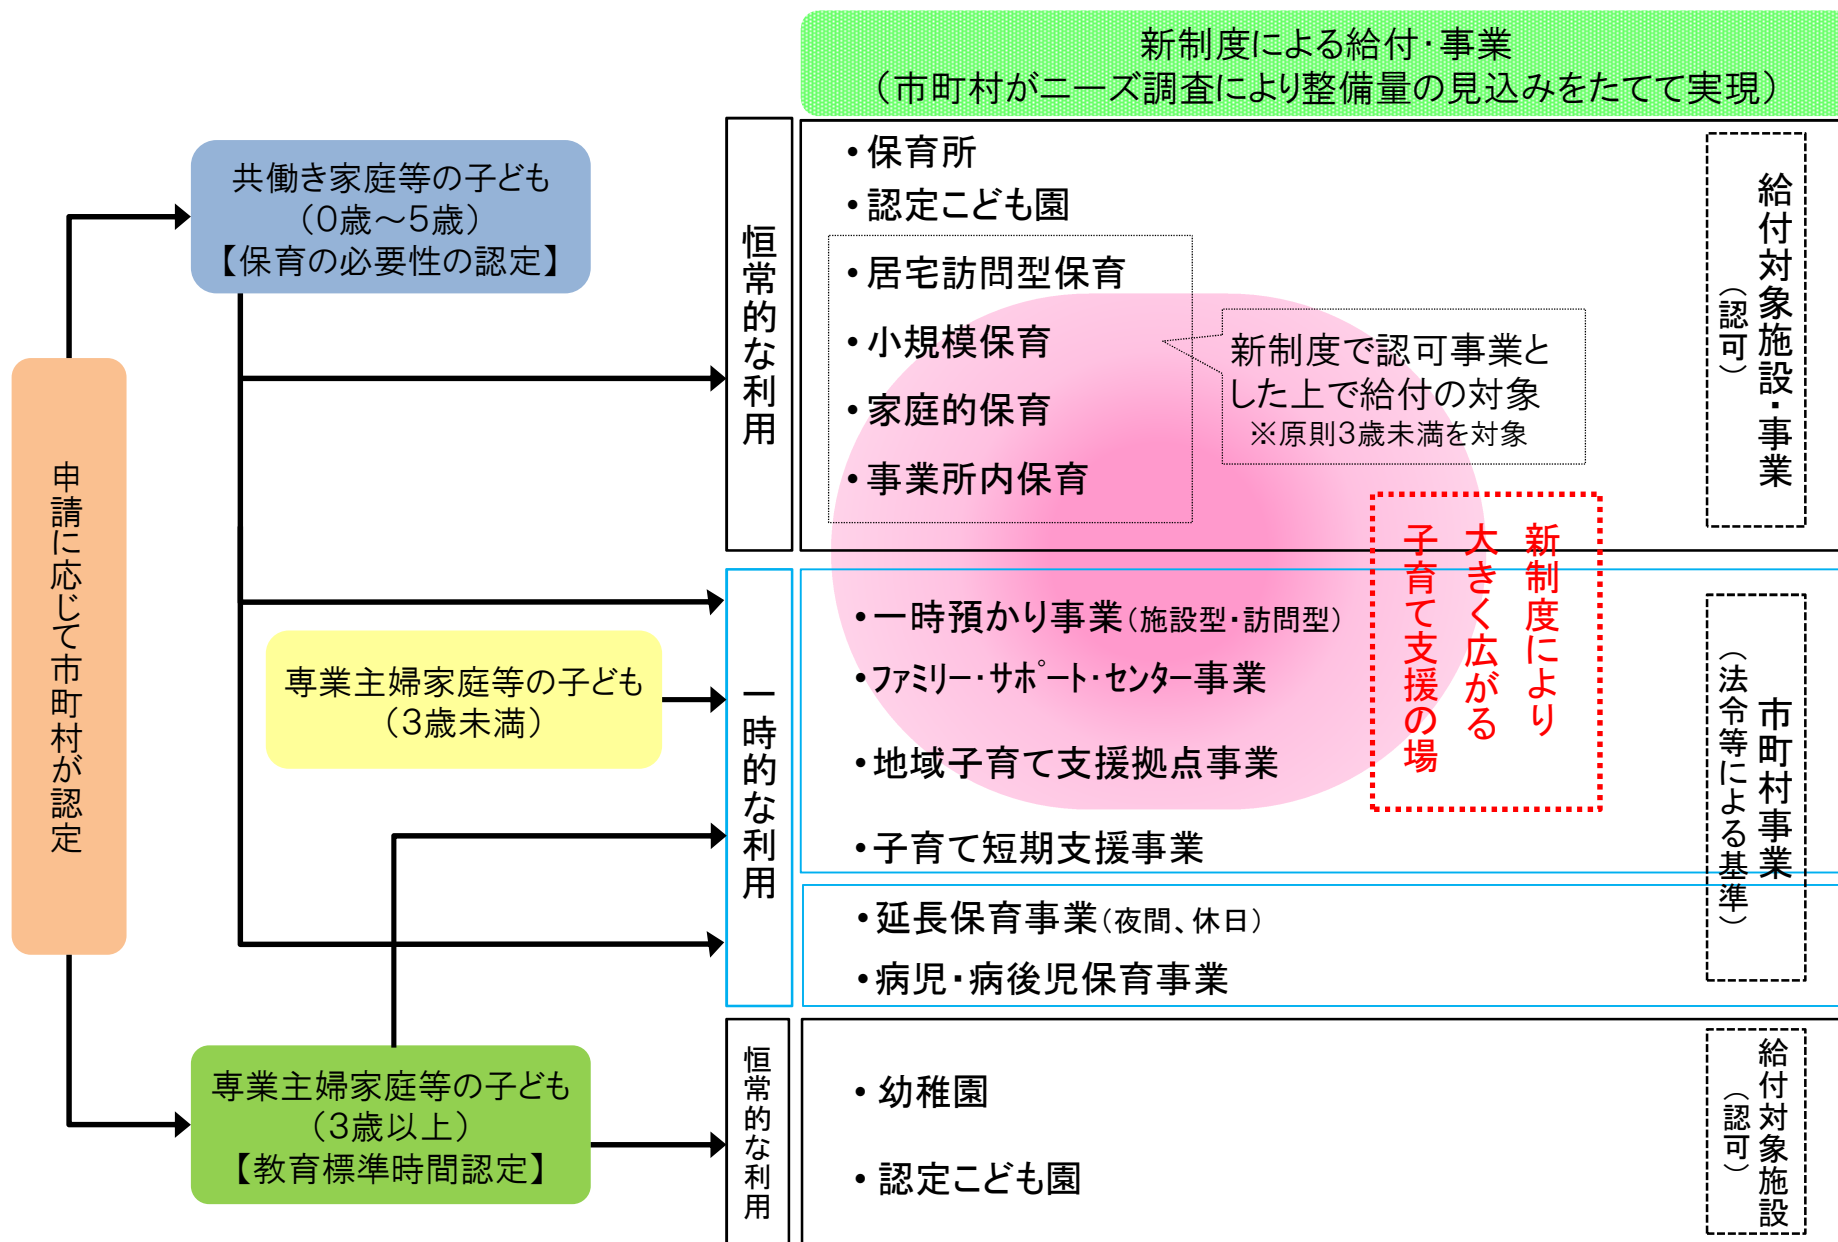 新制度による給付・事業
（市町村がニーズ調査により整備量の見込みをたてて実現）
申請に応じて市町村が認定
共働き家庭等の子ども
（0歳～5歳）
【保育の必要性の認定】
専業主婦家庭等の子ども
（3歳未満）
専業主婦家庭等の子ども
（3歳以上）
【教育標準時間認定】
恒常的な利用
・保育所
・認定こども園
・居宅訪問型保育
・小規模保育
・家庭的保育
・事業所内保育
新制度で認可事業と
した上で給付の対象
※原則3歳未満を対象
給付対象施設・事業
（認可）
新制度により
大きく広がる
子育て支援の場
一時的な利用
・一時預かり事業（施設型・訪問型）
・ファミリー・サポート・センター事業
・地域子育て支援拠点事業
・子育て短期支援事業
・延長保育事業（夜間、休日）
・病児・病後児保育事業
市町村事業
（法令等による基準）
恒常的な利用
・幼稚園
・認定こども園
給付対象施設
（認可）